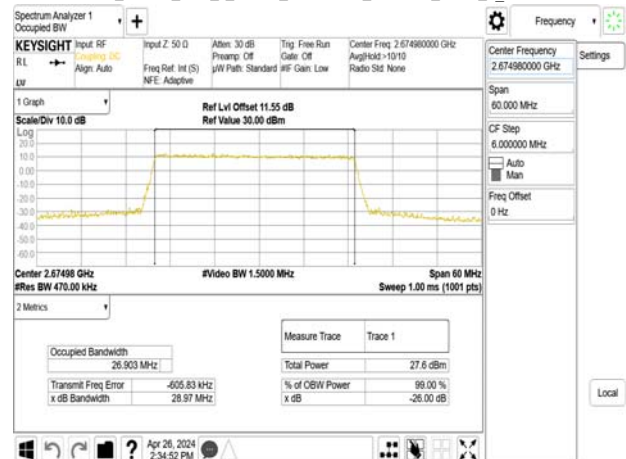 Spectrum Analyzer 1
Occupied BW
Frequency
KEYSIGHT
RL
Input: RF
Coupling: DC
Align: Auto
Input Z: 50 Ω
Freq Ref: Int (S)
NFE: Adaptive
Atten: 30 dB
Preamp: Off
µW Path: Standard
Trig: Free Run
Gate: Off
#IF Gain: Low
Center Freq: 2.674980000 GHz
Avg|Hold:>10/10
Radio Std: None
Center Frequency
2.674980000 GHz
Settings
Span
60.000 MHz
CF Step
6.000000 MHz
Auto
Man
Freq Offset
0 Hz
1 Graph
Scale/Div 10.0 dB
Ref Lvl Offset 11.55 dB
Ref Value 30.00 dBm
Log
20.0
10.0
0.00
-10.0
-20.0
-30.0
-40.0
-50.0
-60.0
Center 2.67498 GHz
#Res BW 470.00 kHz
#Video BW 1.5000 MHz
Span 60 MHz
Sweep 1.00 ms (1001 pts)
2 Metrics
Measure Trace Trace 1
Occupied Bandwidth
26.903 MHz
Total Power 27.6 dBm
Transmit Freq Error -605.83 kHz
% of OBW Power 99.00 %
x dB Bandwidth 28.97 MHz
x dB -26.00 dB
Local
?
Apr 26, 2024
2:34:52 PM